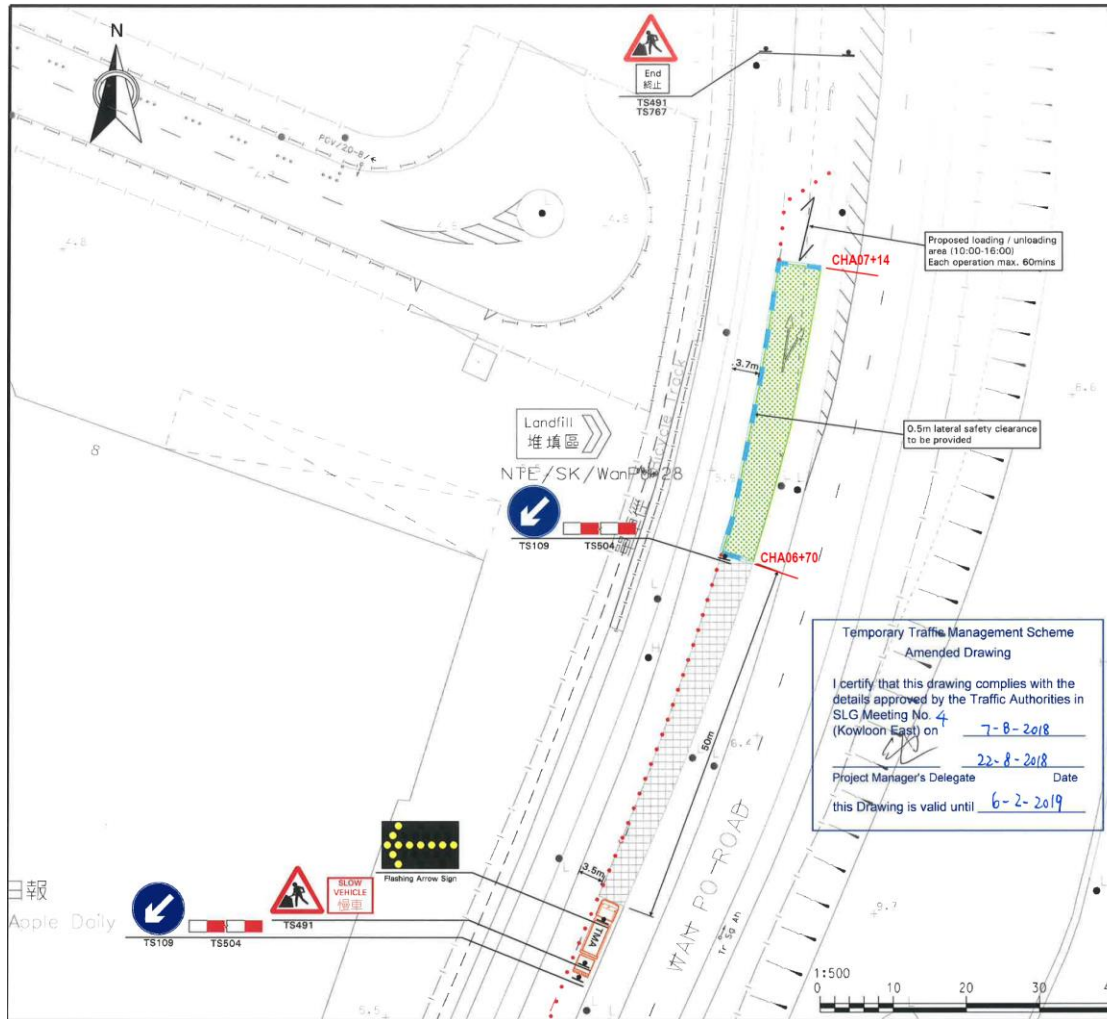 N
End
終止
TS491
TS767
PGV/20-B/
Proposed loading / unloading
area (10:00-16:00)
Each operation max. 60mins
CHA07+14
3.7m
Cycle Track
Landfill
堆填區
NTE/SK/WanPo-28
0.5m lateral safety clearance
to be provided
8
TS109
TS504
CHA06+70
Temporary Traffic Management Scheme
Amended Drawing
I certify that this drawing complies with the
details approved by the Traffic Authorities in
SLG Meeting No. 4
(Kowloon East) on 7-8-2018
22-8-2018
Project Manager's Delegate Date
this Drawing is valid until 6-2-2019
50m
Flashing Arrow Sign
3.5m
SLOW
VEHICLE
慢車
TS491
TS109
TS504
日報
Apple Daily
TMA
WAN PO ROAD
1:500
0 10 20 30